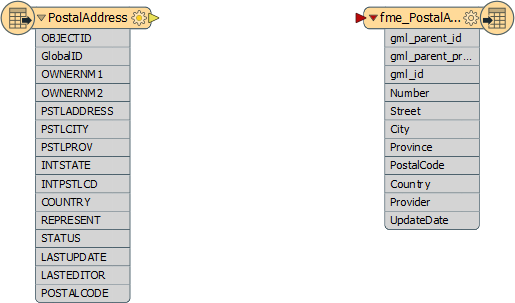 PostalAddress
OBJECTID
GlobalID
OWNERNM1
OWNERNM2
PSTLADDRESS
PSTLCITY
PSTLPROV
INTSTATE
INTPSTLCD
COUNTRY
REPRESENT
STATUS
LASTUPDATE
LASTEDITOR
POSTALCODE
fme_PostalA...
gml_parent_id
gml_parent_pr...
gml_id
Number
Street
City
Province
PostalCode
Country
Provider
UpdateDate